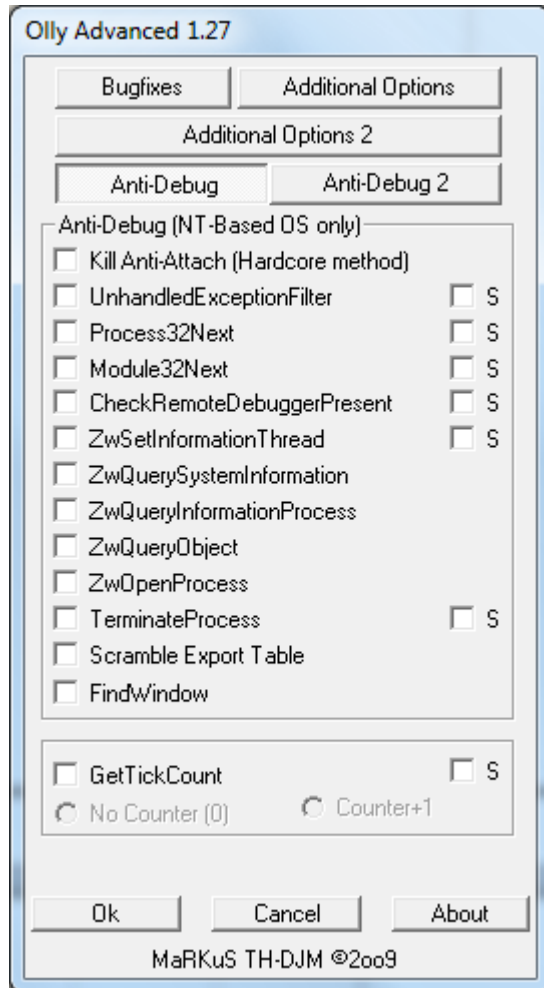 Olly Advanced 1.27
Bugfixes Additional Options
Additional Options 2
Anti-Debug Anti-Debug 2
Anti-Debug (NT-Based OS only)
Kill Anti-Attach (Hardcore method)
UnhandledExceptionFilter S
Process32Next S
Module32Next S
CheckRemoteDebuggerPresent S
ZwSetInformationThread S
ZwQuerySystemInformation
ZwQueryInformationProcess
ZwQueryObject
ZwOpenProcess
TerminateProcess S
Scramble Export Table
FindWindow
GetTickCount S
No Counter (0) Counter+1
Ok Cancel About
MaRKuS TH-DJM ©2oo9